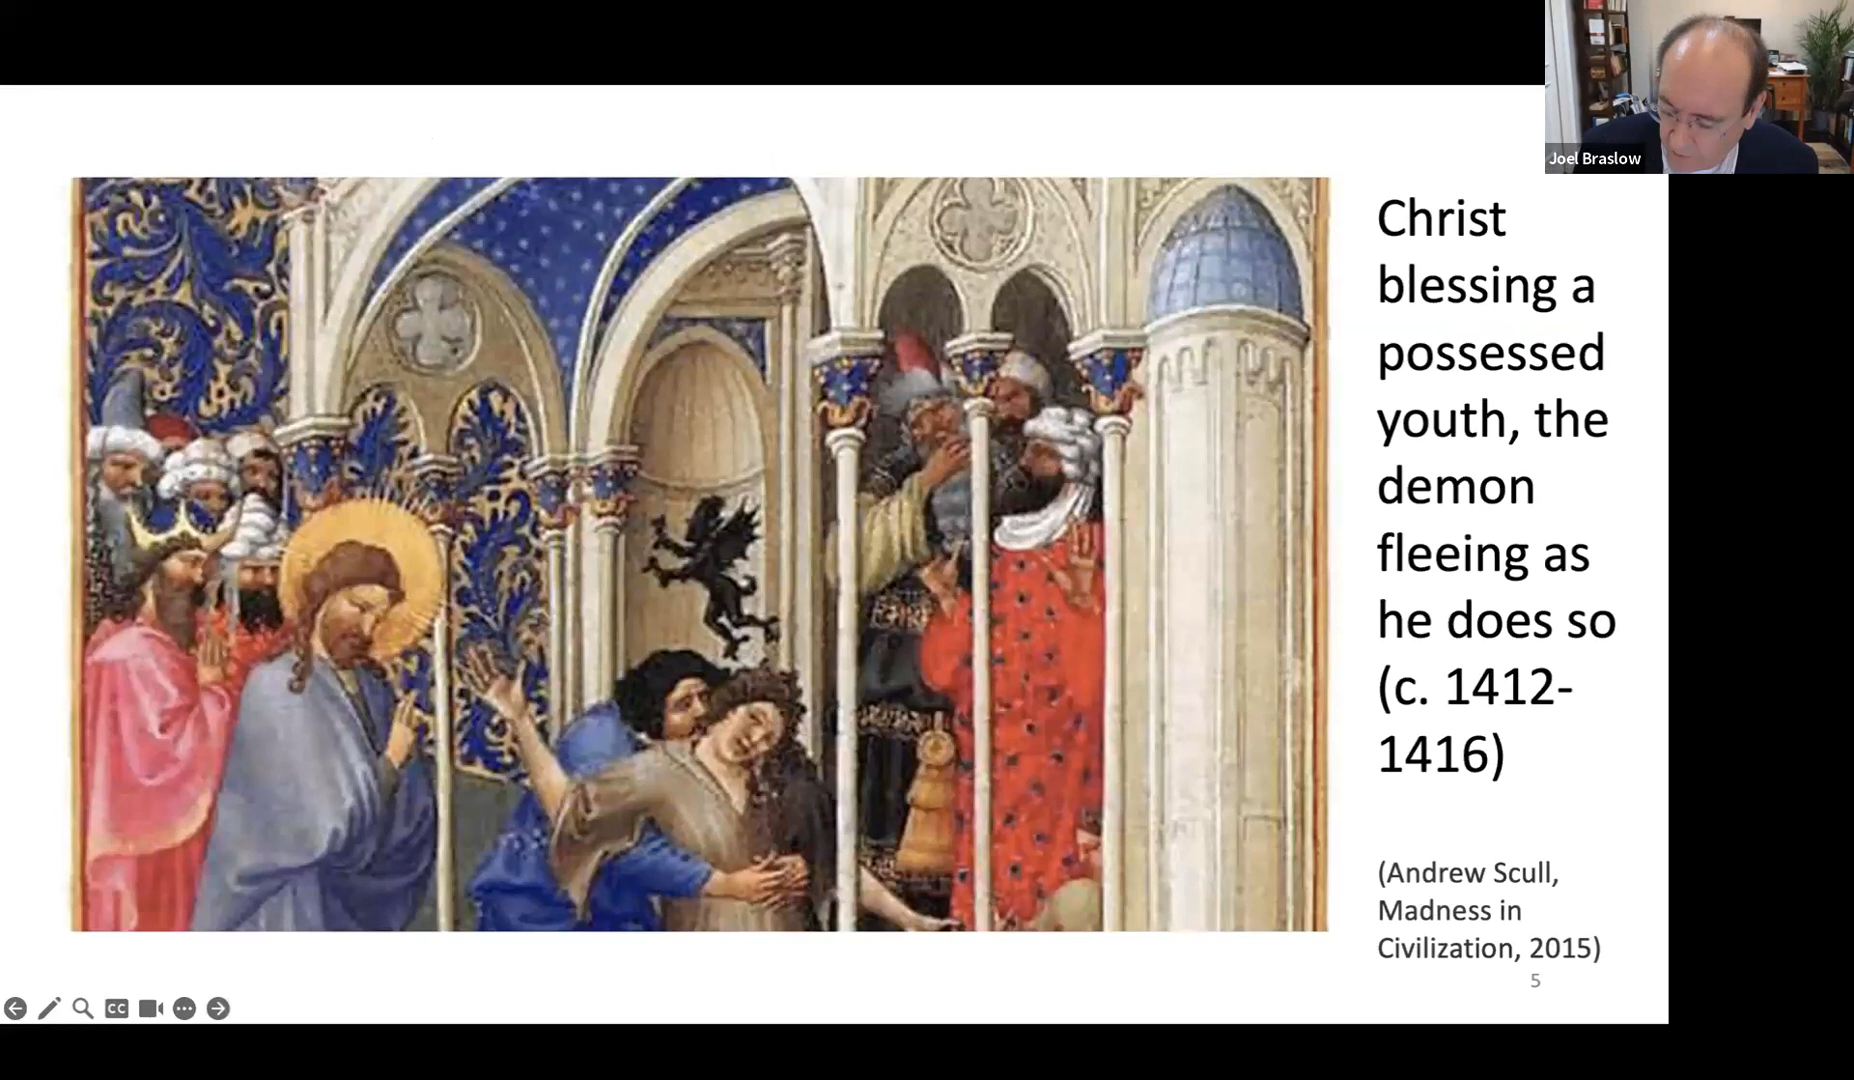 Joel Braslow
Christ
blessing a
possessed
youth, the
demon
fleeing as
he does so
(c. 1412-
1416)
(Andrew Scull,
Madness in
Civilization, 2015)
5
CC